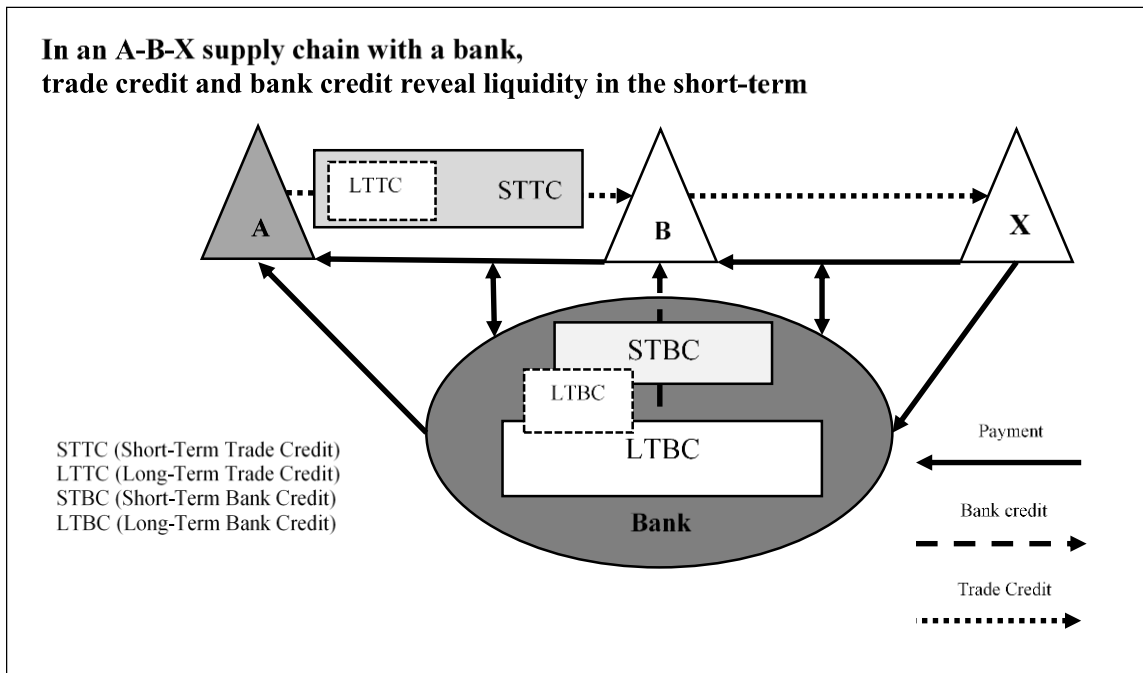 In an A-B-X supply chain with a bank,
trade credit and bank credit reveal liquidity in the short-term
LTTC
STTC
A
B
X
STBC
LTBC
LTBC
Bank
STTC (Short-Term Trade Credit)
LTTC (Long-Term Trade Credit)
STBC (Short-Term Bank Credit)
LTBC (Long-Term Bank Credit)
Payment
Bank credit
Trade Credit